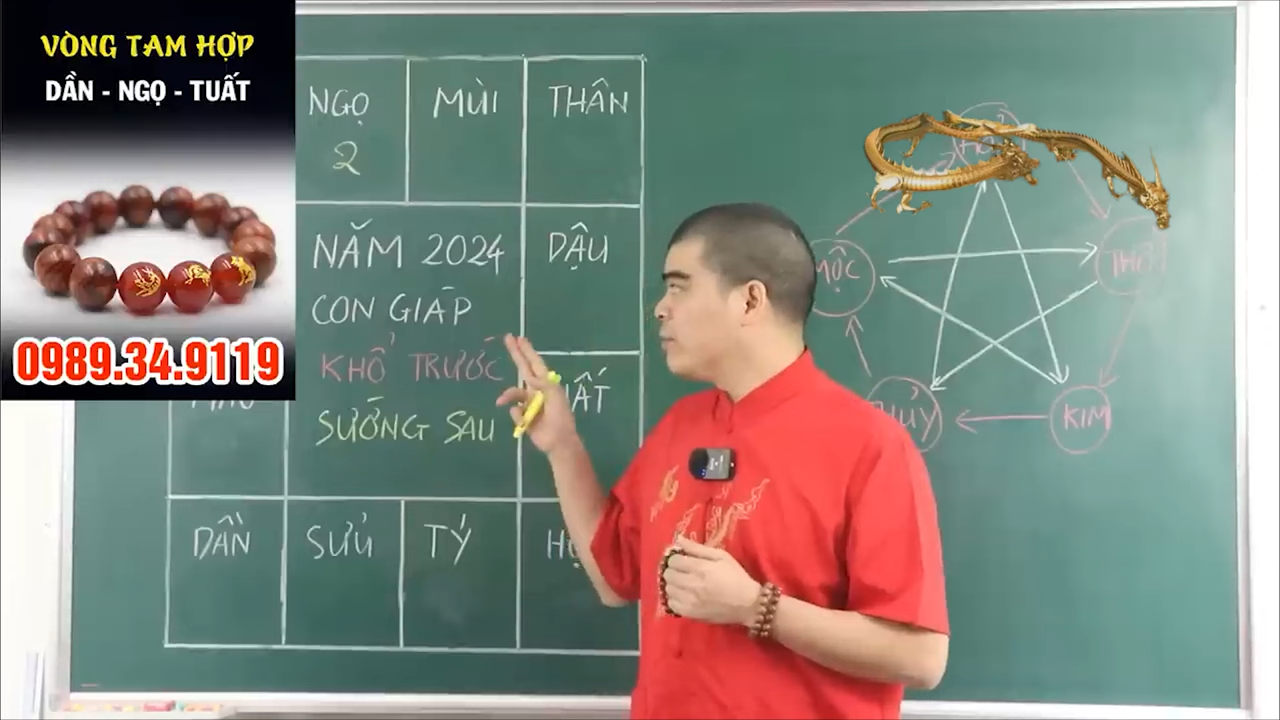 VÒNG TAM HỢP
DẦN - NGỌ - TUẤT
0989.34.9119
NGỌ
2
MÙI
THÂN
NĂM 2024
CON GIÁP
KHỔ TRƯỚC
SƯỚNG SAU
DẬU
DẦN
SỬU
TÝ
MỘC
KIM